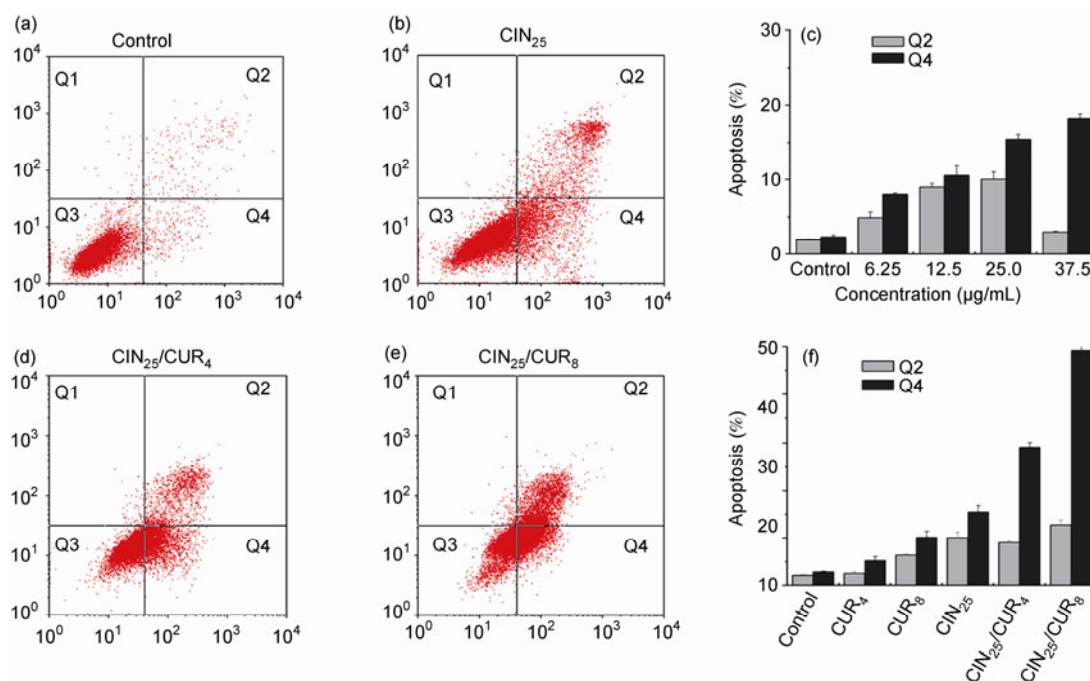 (a)
Control
10⁴
10³
10²
10¹
10⁰
Q1
Q2
Q3
Q4
10⁰ 10¹ 10² 10³ 10⁴
(b)
CIN₂₅
10⁴
10³
10²
10¹
10⁰
Q1
Q2
Q3
Q4
10⁰ 10¹ 10² 10³ 10⁴
(c)
Q2
Q4
Apoptosis (%)
30
20
10
0
Control 6.25 12.5 25.0 37.5
Concentration (µg/mL)
(d)
CIN₂₅/CUR₄
10⁴
10³
10²
10¹
10⁰
Q1
Q2
Q3
Q4
10⁰ 10¹ 10² 10³ 10⁴
(e)
CIN₂₅/CUR₈
10⁴
10³
10²
10¹
10⁰
Q1
Q2
Q3
Q4
10⁰ 10¹ 10² 10³ 10⁴
(f)
Q2
Q4
Apoptosis (%)
50
40
30
20
10
Control
CUR₄
CUR₈
CIN₂₅
CIN₂₅/CUR₄
CIN₂₅/CUR₈